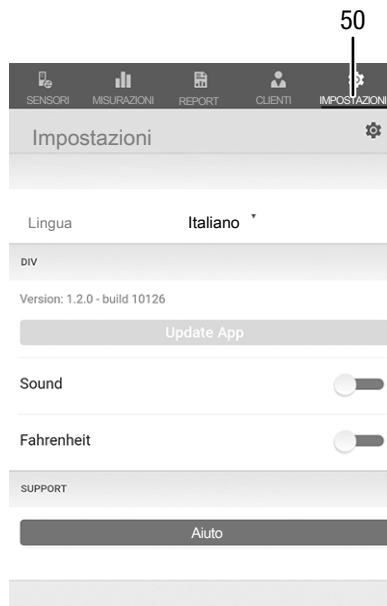 50
SENSORI MISURAZIONI REPORT CLIENTI IMPOSTAZIONI
Impostazioni
Lingua Italiano
DIV
Version: 1.2.0 - build 10126
Update App
Sound
Fahrenheit
SUPPORT
Aiuto